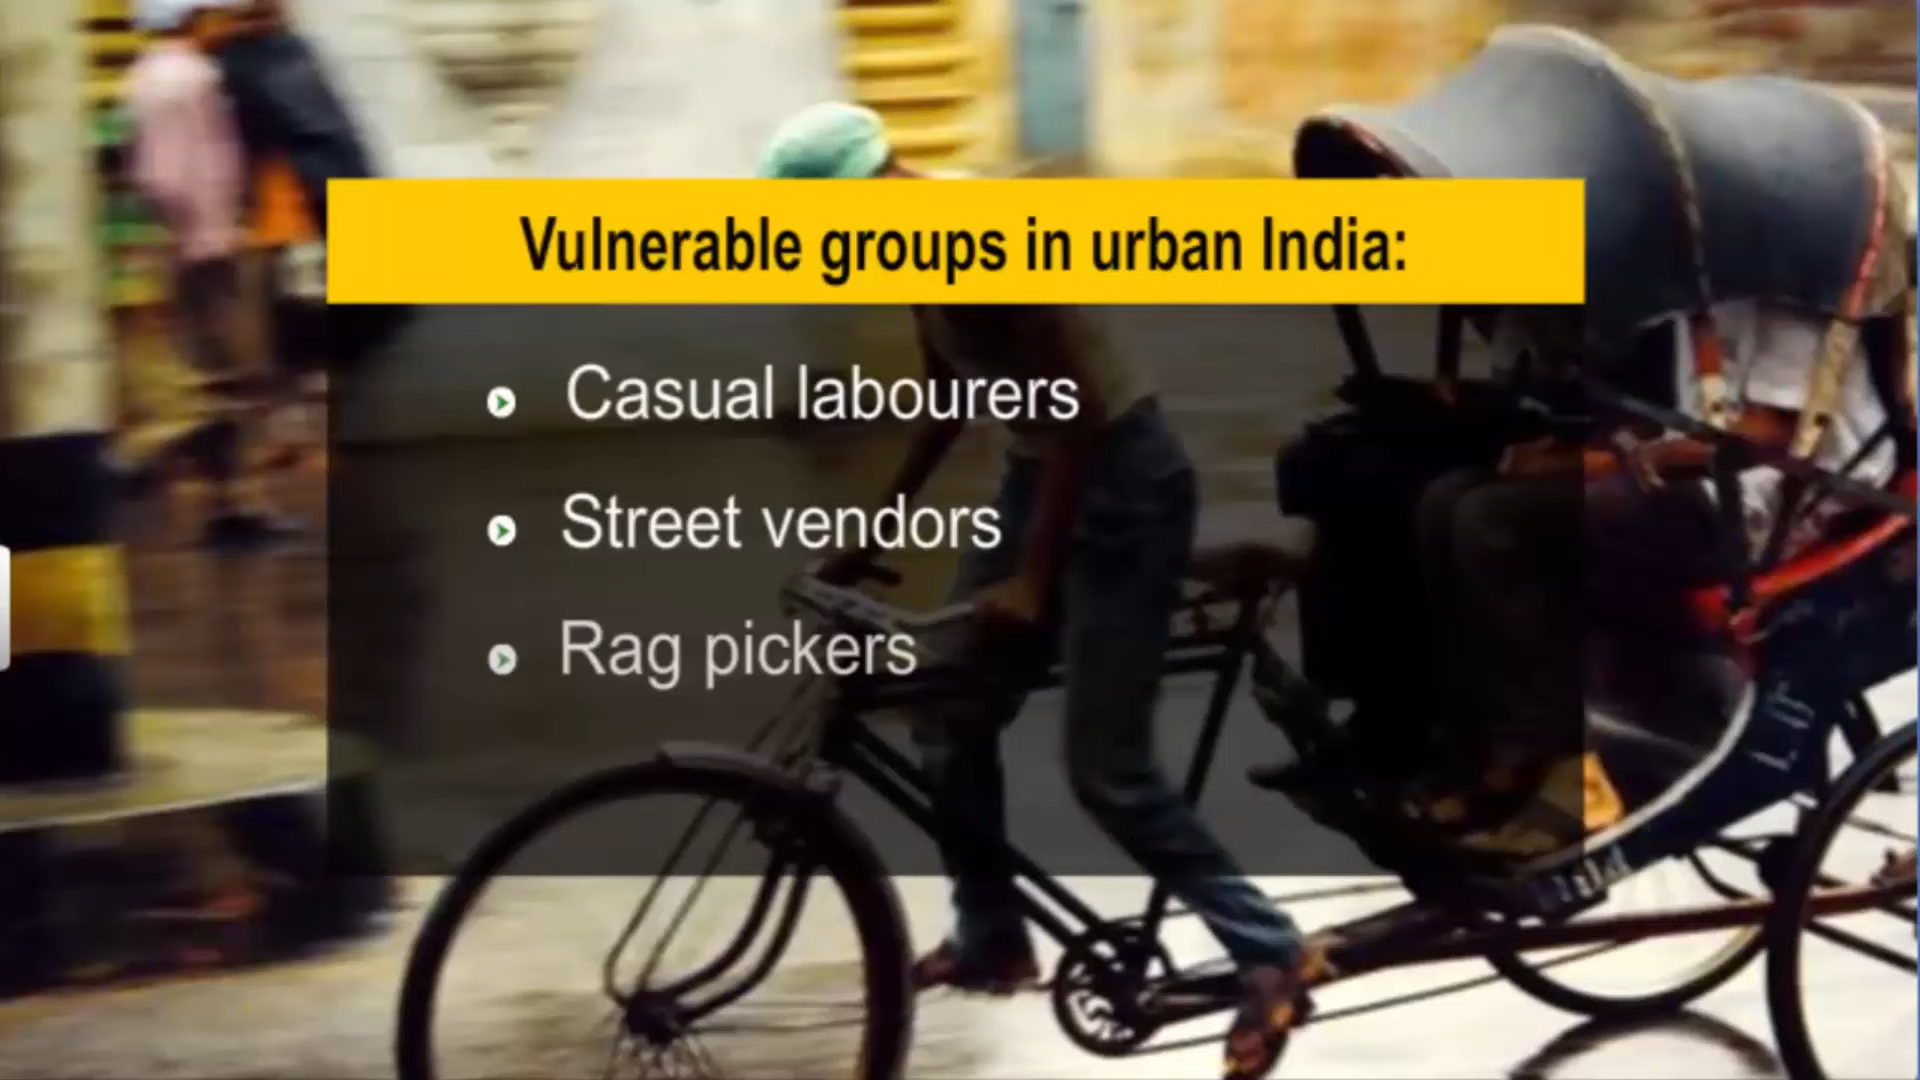 Vulnerable groups in urban India:
Casual labourers
Street vendors
Rag pickers